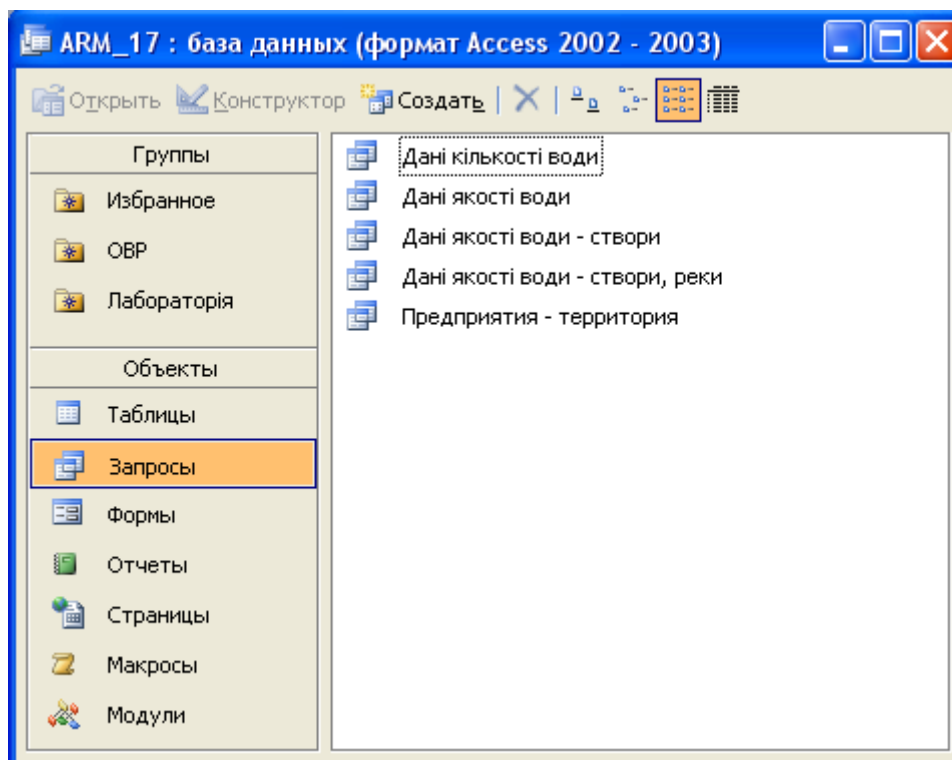 ARM_17 : база данных (формат Access 2002 - 2003)
Открыть Конструктор Создать
Группы
Избранное
ОВР
Лабораторія
Объекты
Таблицы
Запросы
Формы
Отчеты
Страницы
Макросы
Модули
Дані кількості води
Дані якості води
Дані якості води - створи
Дані якості води - створи, реки
Предприятия - территория